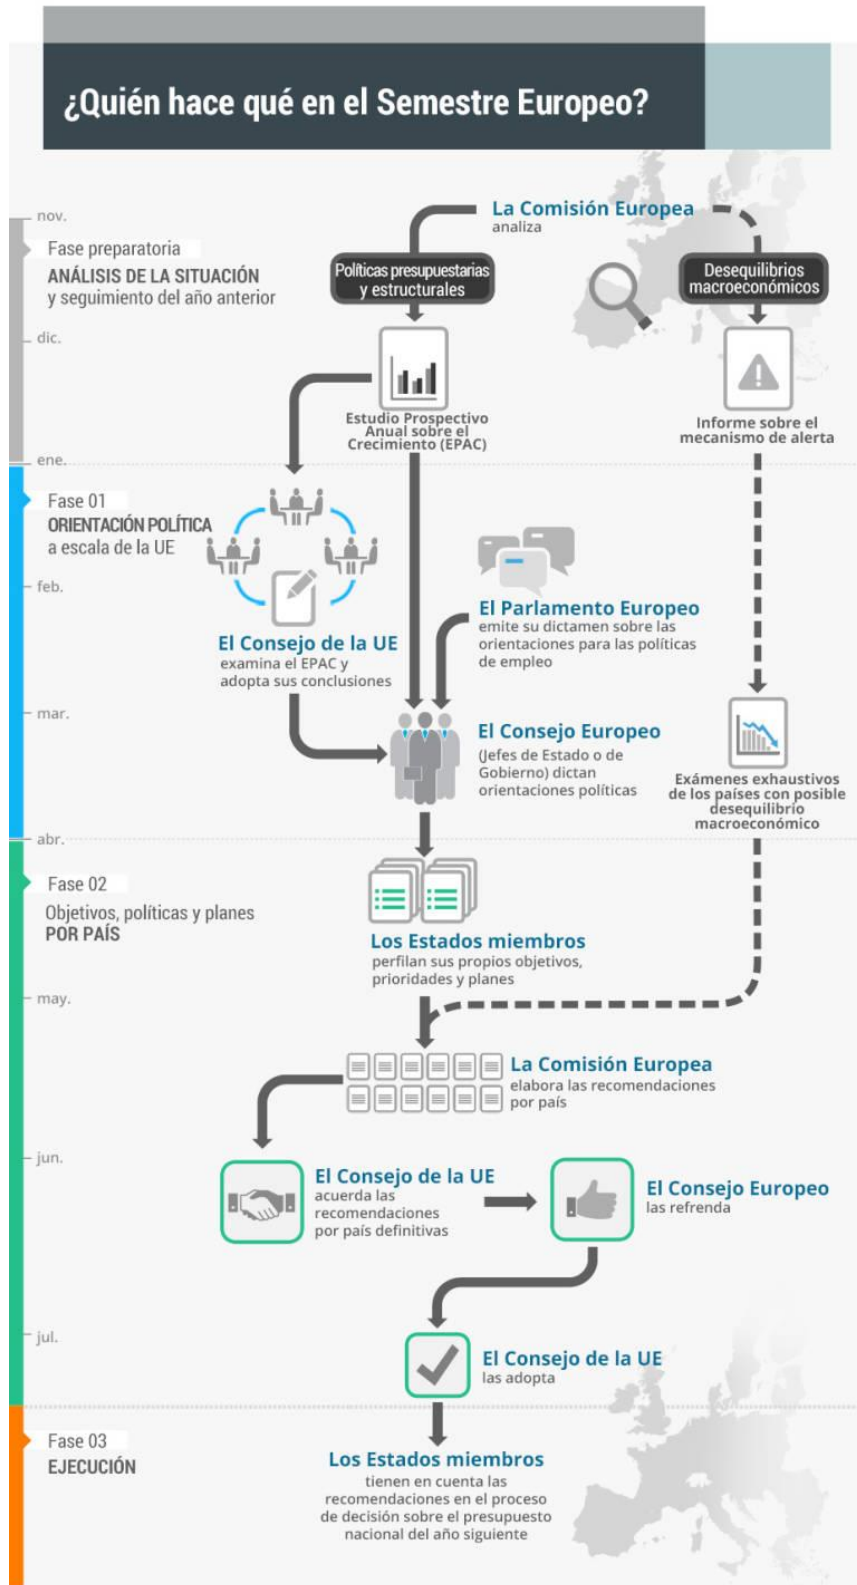 ¿Quién hace qué en el Semestre Europeo?
nov.
La Comisión Europea
analiza
Fase preparatoria
ANÁLISIS DE LA SITUACIÓN
y seguimiento del año anterior
Políticas presupuestarias
y estructurales
Desequilibrios
macroeconómicos
dic.
Estudio Prospectivo
Anual sobre el
Crecimiento (EPAC)
Informe sobre el
mecanismo de alerta
ene.
Fase 01
ORIENTACIÓN POLÍTICA
a escala de la UE
feb.
El Consejo de la UE
examina el EPAC y
adopta sus conclusiones
El Parlamento Europeo
emite su dictamen sobre las
orientaciones para las políticas
de empleo
mar.
El Consejo Europeo
(Jefes de Estado o de
Gobierno) dictan
orientaciones políticas
Exámenes exhaustivos
de los países con posible
desequilibrio
macroeconómico
abr.
Fase 02
Objetivos, políticas y planes
POR PAÍS
Los Estados miembros
perfilan sus propios objetivos,
prioridades y planes
may.
La Comisión Europea
elabora las recomendaciones
por país
jun.
El Consejo de la UE
acuerda las
recomendaciones
por país definitivas
El Consejo Europeo
las refrenda
jul.
El Consejo de la UE
las adopta
Fase 03
EJECUCIÓN
Los Estados miembros
tienen en cuenta las
recomendaciones en el proceso
de decisión sobre el presupuesto
nacional del año siguiente